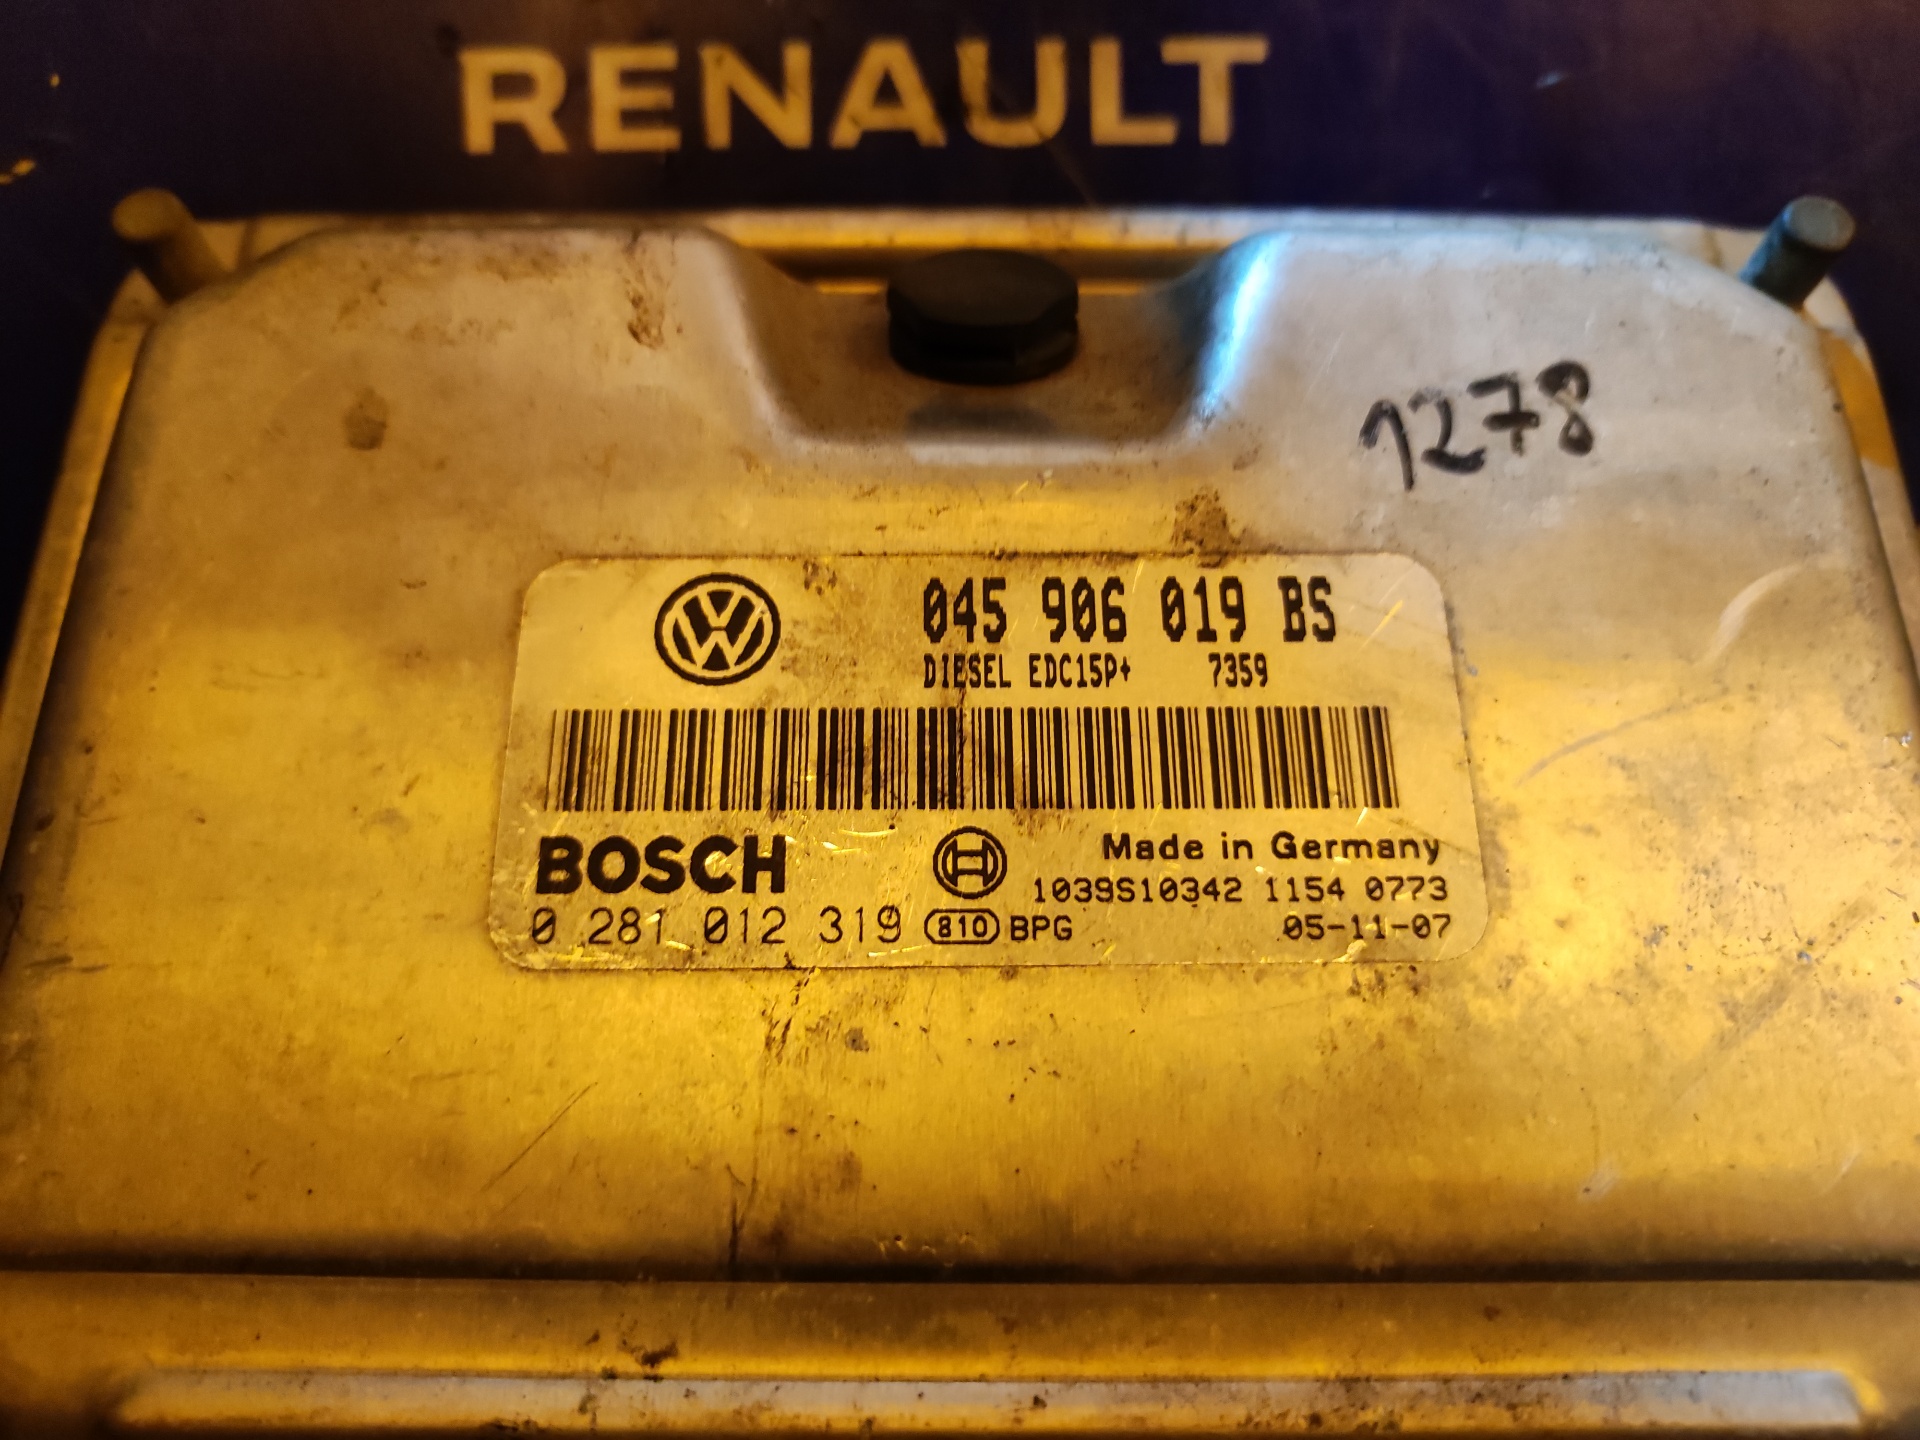 RENAULT
1278
045 906 019 BS
DIESEL EDC15P+ 7359
BOSCH
Made in Germany
1039S10342 1154 0773
0 281 012 319 810 BPG 05-11-07